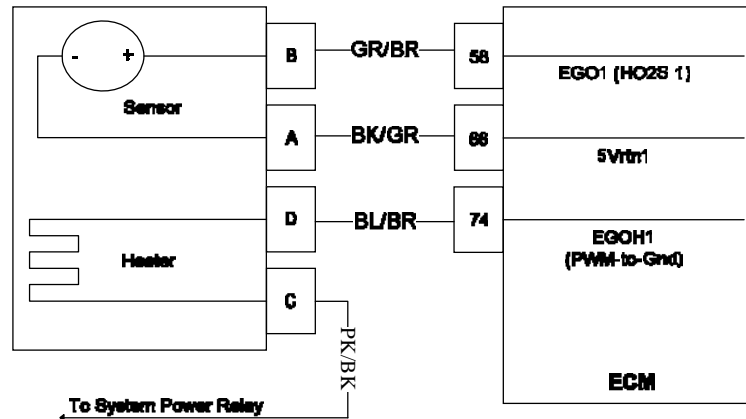 - +
Sensor
Heater
B
A
D
C
GR/BR
BK/GR
BL/BR
PK/BK
58
66
74
EGO1 (HO2S 1)
5Vrtn1
EGOH1
(PWM-to-Gnd)
ECM
To System Power Relay